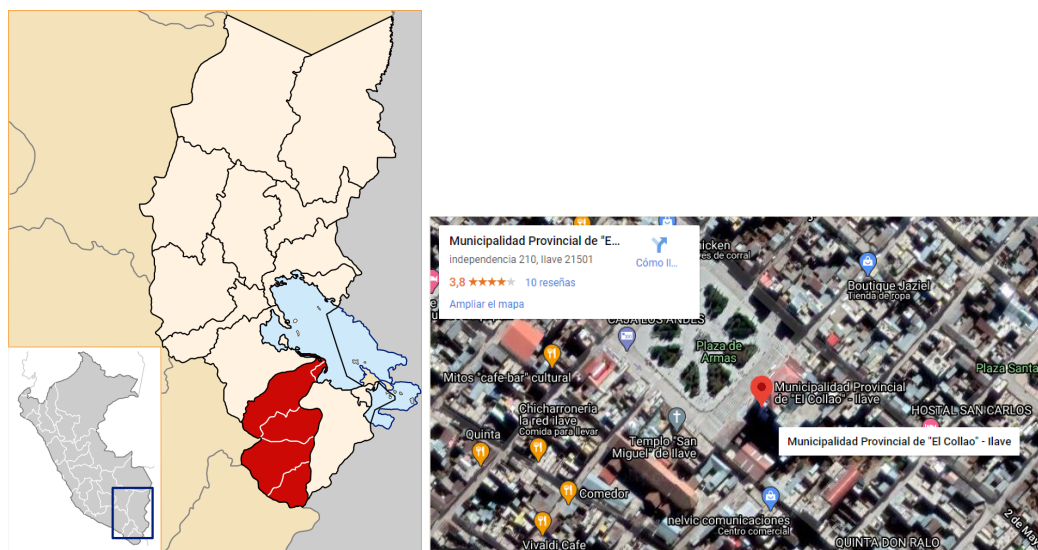 Municipalidad Provincial de "E...
independencia 210, Ilave 21501
Cómo ll...
3,8 ★★★★★ 10 reseñas
Ampliar el mapa
hicken
és de corral
Boutique Jaziel
Tienda de ropa
CAJA LOS ANDES
Plaza de
Armas
Plaza Santa
Mitos "cafe-bar" cultural
Municipalidad Provincial
de "El Collao" - Ilave
Chicharroneria
la red ilave
Comida para llevar
HOSTAL SAN CARLOS
Quinta
Templo "San
Miguel" de Ilave
Municipalidad Provincial de "El Collao" - Ilave
Comedor
nelvic comunicaciones
Centro comercial
2 de May
Vivaldi Cafe
QUINTA DON RALO